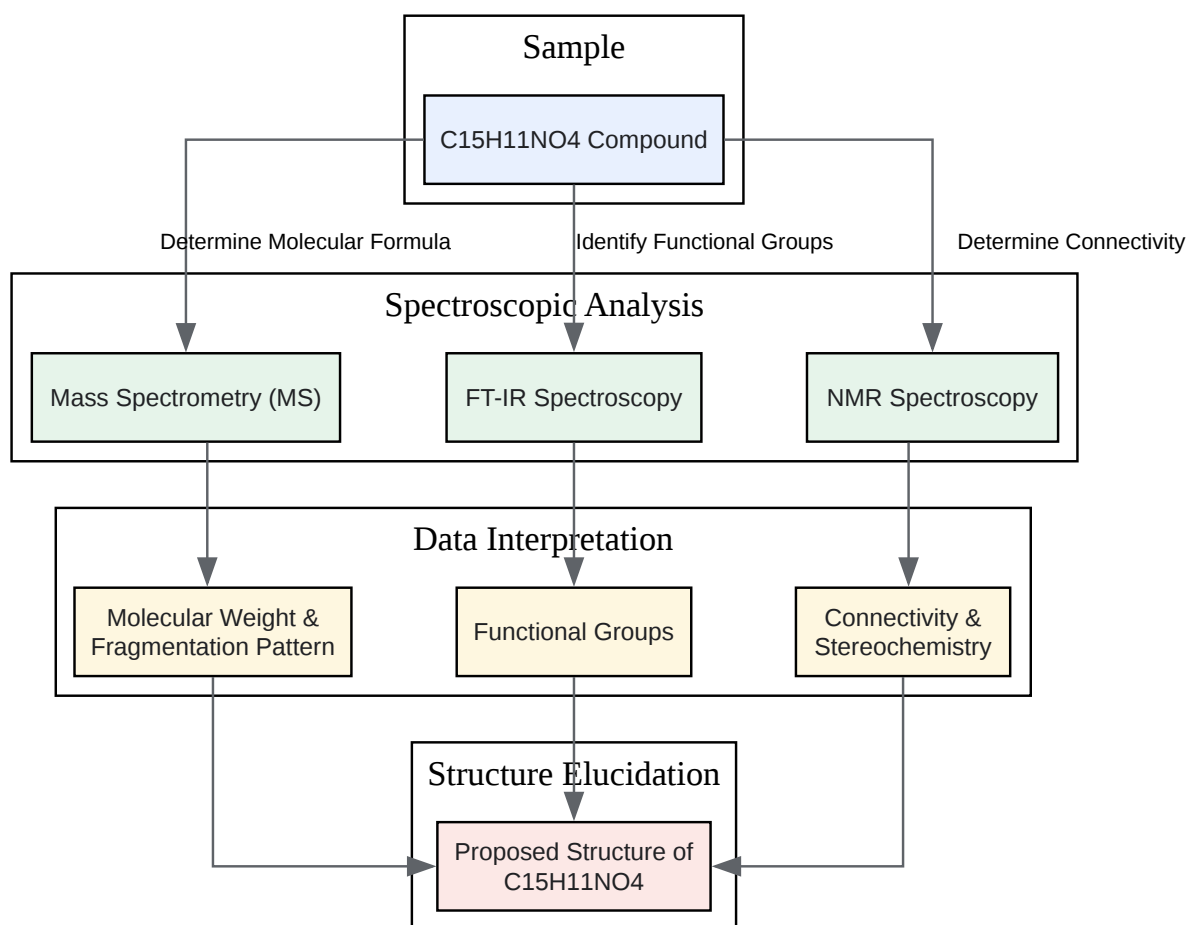 Sample
C15H11NO4 Compound
Determine Molecular Formula
Identify Functional Groups
Determine Connectivity
Spectroscopic Analysis
Mass Spectrometry (MS)
FT-IR Spectroscopy
NMR Spectroscopy
Data Interpretation
Molecular Weight &
Fragmentation Pattern
Functional Groups
Connectivity &
Stereochemistry
Structure Elucidation
Proposed Structure of
C15H11NO4